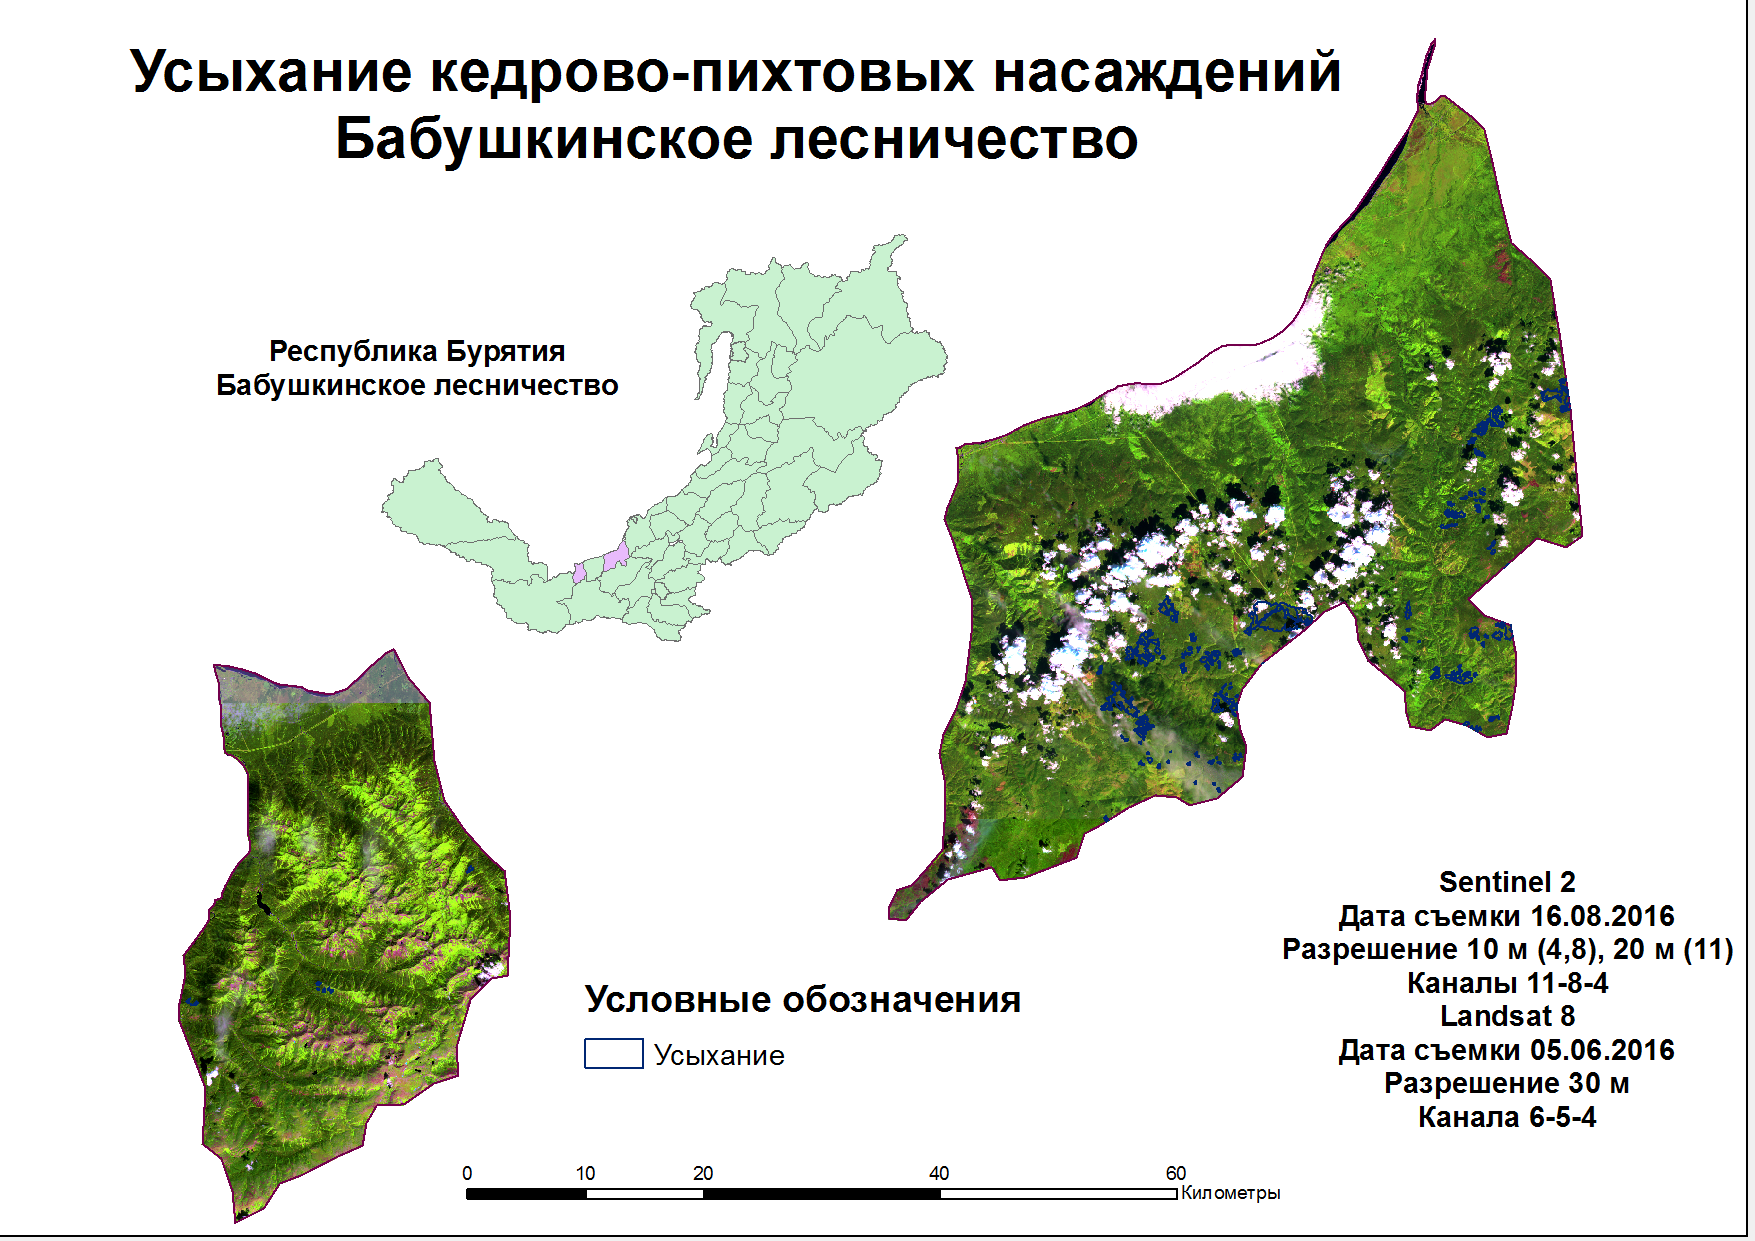 Усыхание кедрово-пихтовых насаждений
Бабушкинское лесничество
Республика Бурятия
Бабушкинское лесничество
Sentinel 2
Дата съемки 16.08.2016
Разрешение 10 м (4,8), 20 м (11)
Каналы 11-8-4
Landsat 8
Дата съемки 05.06.2016
Разрешение 30 м
Канала 6-5-4
Условные обозначения
Усыхание
0 10 20 40 60
Километры